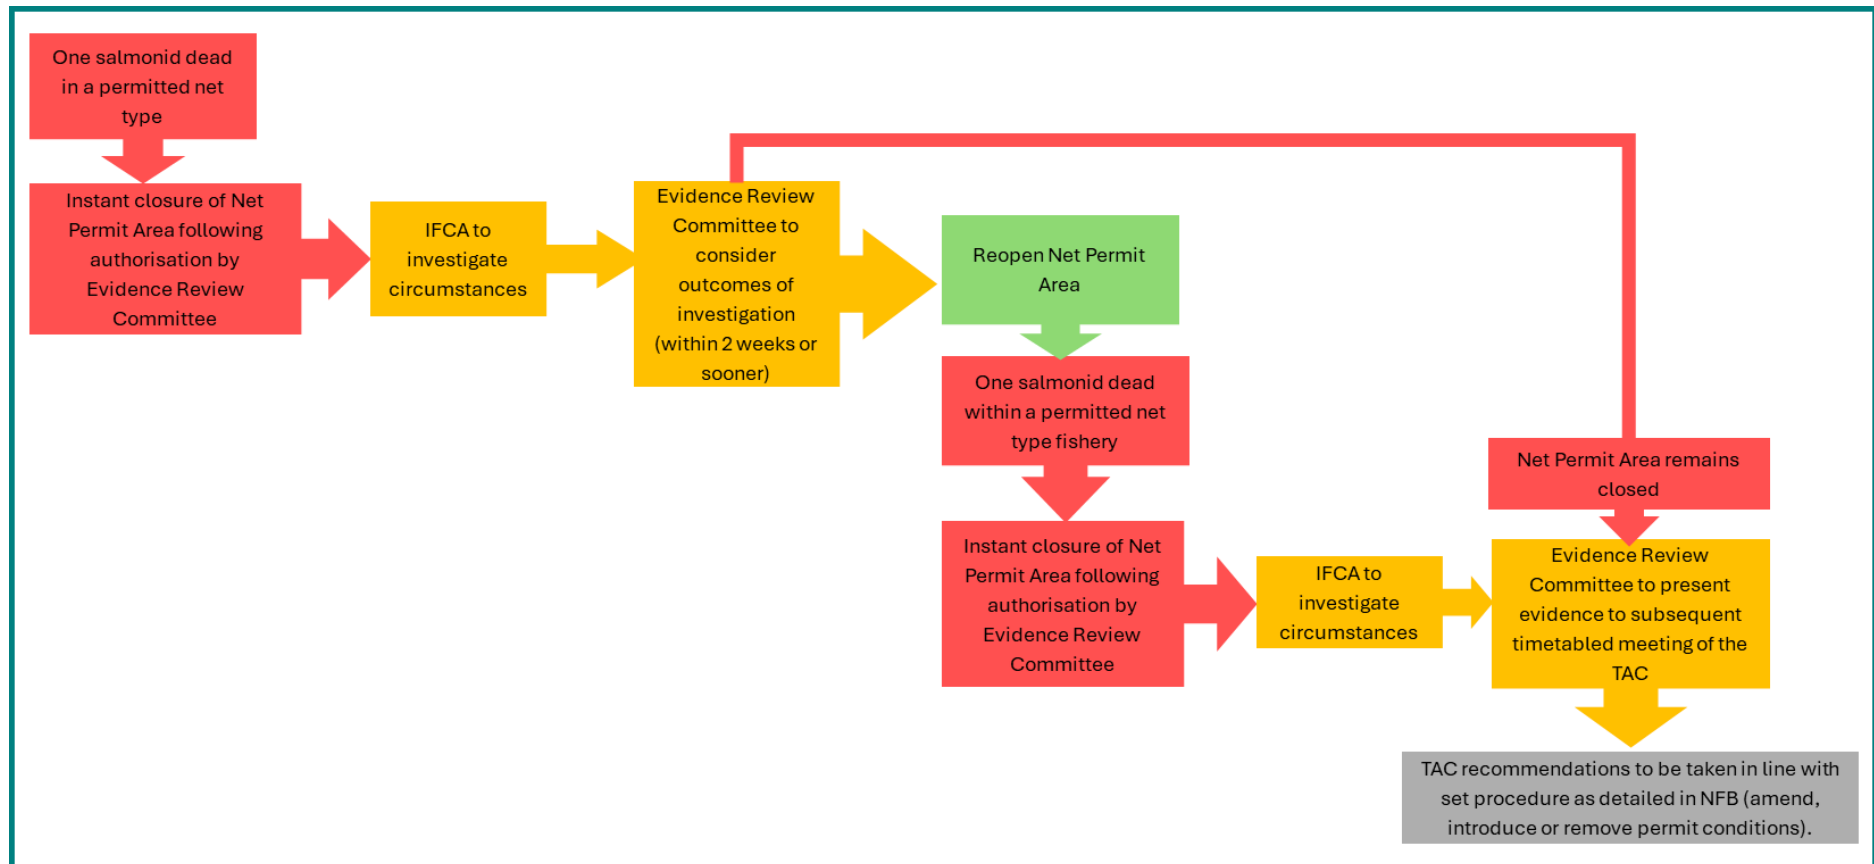 One salmonid dead
in a permitted net
type
Instant closure of Net
Permit Area following
authorisation by
Evidence Review
Committee
IFCA to
investigate
circumstances
Evidence Review
Committee to
consider
outcomes of
investigation
(within 2 weeks or
sooner)
Reopen Net Permit
Area
One salmonid dead
within a permitted net
type fishery
Instant closure of Net
Permit Area following
authorisation by
Evidence Review
Committee
IFCA to
investigate
circumstances
Net Permit Area remains
closed
Evidence Review
Committee to present
evidence to subsequent
timetabled meeting of the
TAC
TAC recommendations to be taken in line with
set procedure as detailed in NFB (amend,
introduce or remove permit conditions).